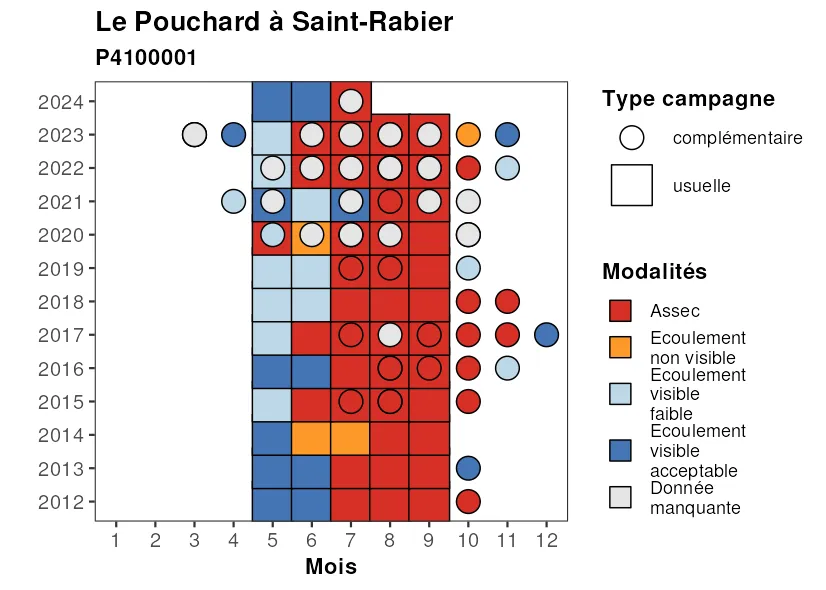 Le Pouchard à Saint-Rabier
P4100001
2024
2023
2022
2021
2020
2019
2018
2017
2016
2015
2014
2013
2012
1 2 3 4 5 6 7 8 9 10 11 12
Mois
Type campagne
complémentaire
usuelle
Modalités
Assec
Ecoulement
non visible
Ecoulement
visible
faible
Ecoulement
visible
acceptable
Donnée
manquante